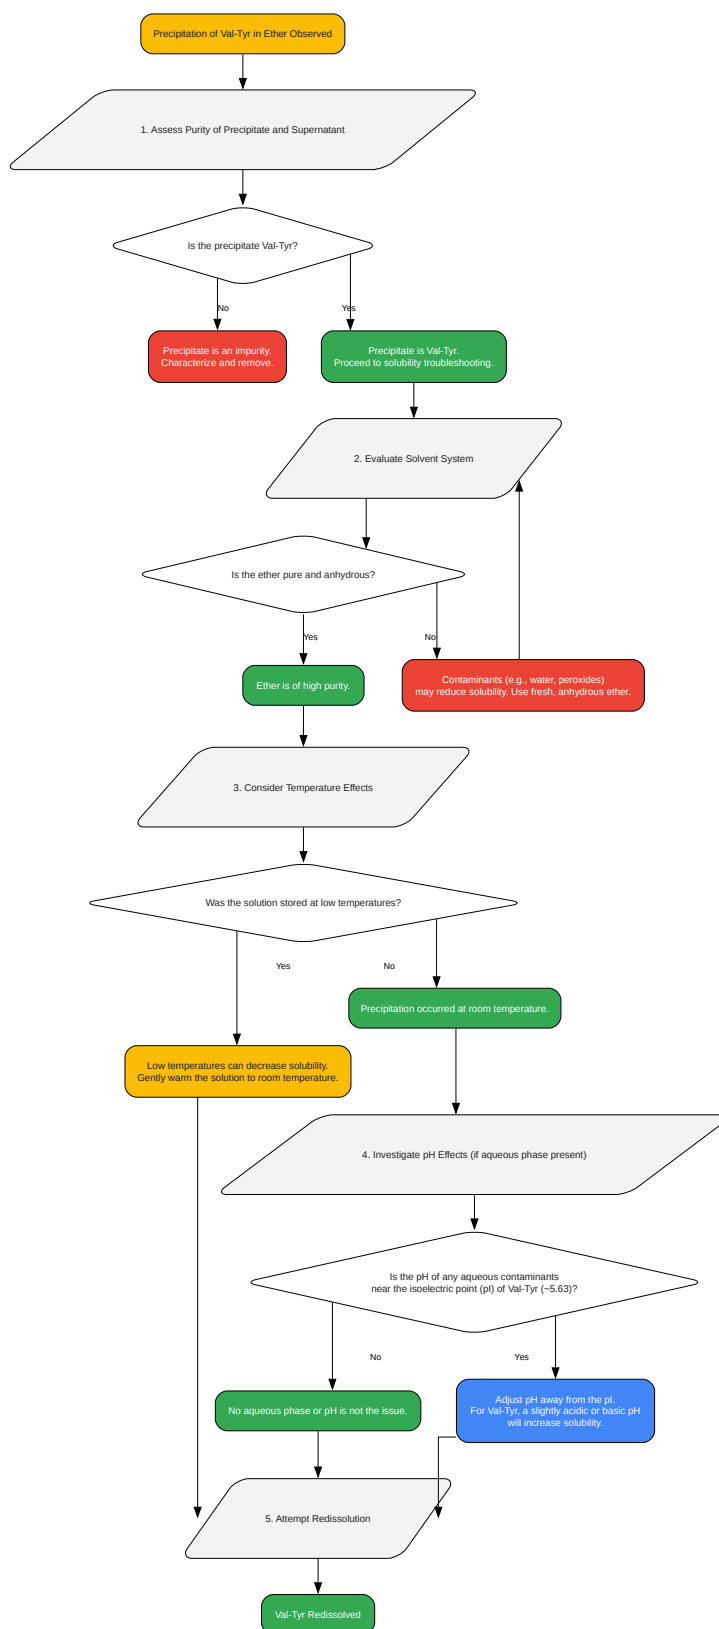 Precipitation of Val-Tyr in Ether Observed
1. Assess Purity of Precipitate and Supernatant
Is the precipitate Val-Tyr?
No
Yes
Precipitate is an impurity.
Characterize and remove.
Precipitate is Val-Tyr.
Proceed to solubility troubleshooting.
2. Evaluate Solvent System
Is the ether pure and anhydrous?
Yes
No
Ether is of high purity.
Contaminants (e.g., water, peroxides)
may reduce solubility. Use fresh, anhydrous ether.
3. Consider Temperature Effects
Was the solution stored at low temperatures?
Yes
No
Precipitation occurred at room temperature.
Low temperatures can decrease solubility.
Gently warm the solution to room temperature.
4. Investigate pH Effects (if aqueous phase present)
Is the pH of any aqueous contaminants
near the isoelectric point (pI) of Val-Tyr (~5.63)?
No
Yes
No aqueous phase or pH is not the issue.
Adjust pH away from the pI.
For Val-Tyr, a slightly acidic or basic pH
will increase solubility.
5. Attempt Redissolution
Val-Tyr Redissolved